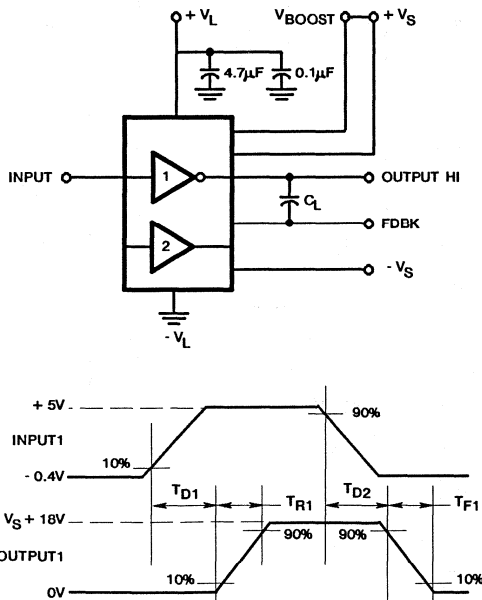 + VL
VBOOST
+ VS
4.7µF
0.1µF
INPUT
1
OUTPUT HI
CL
FDBK
2
- VS
- VL
+ 5V
90%
INPUT1
10%
- 0.4V
TD1
TR1
TD2
TF1
VS + 18V
90%
90%
OUTPUT1
10%
10%
0V